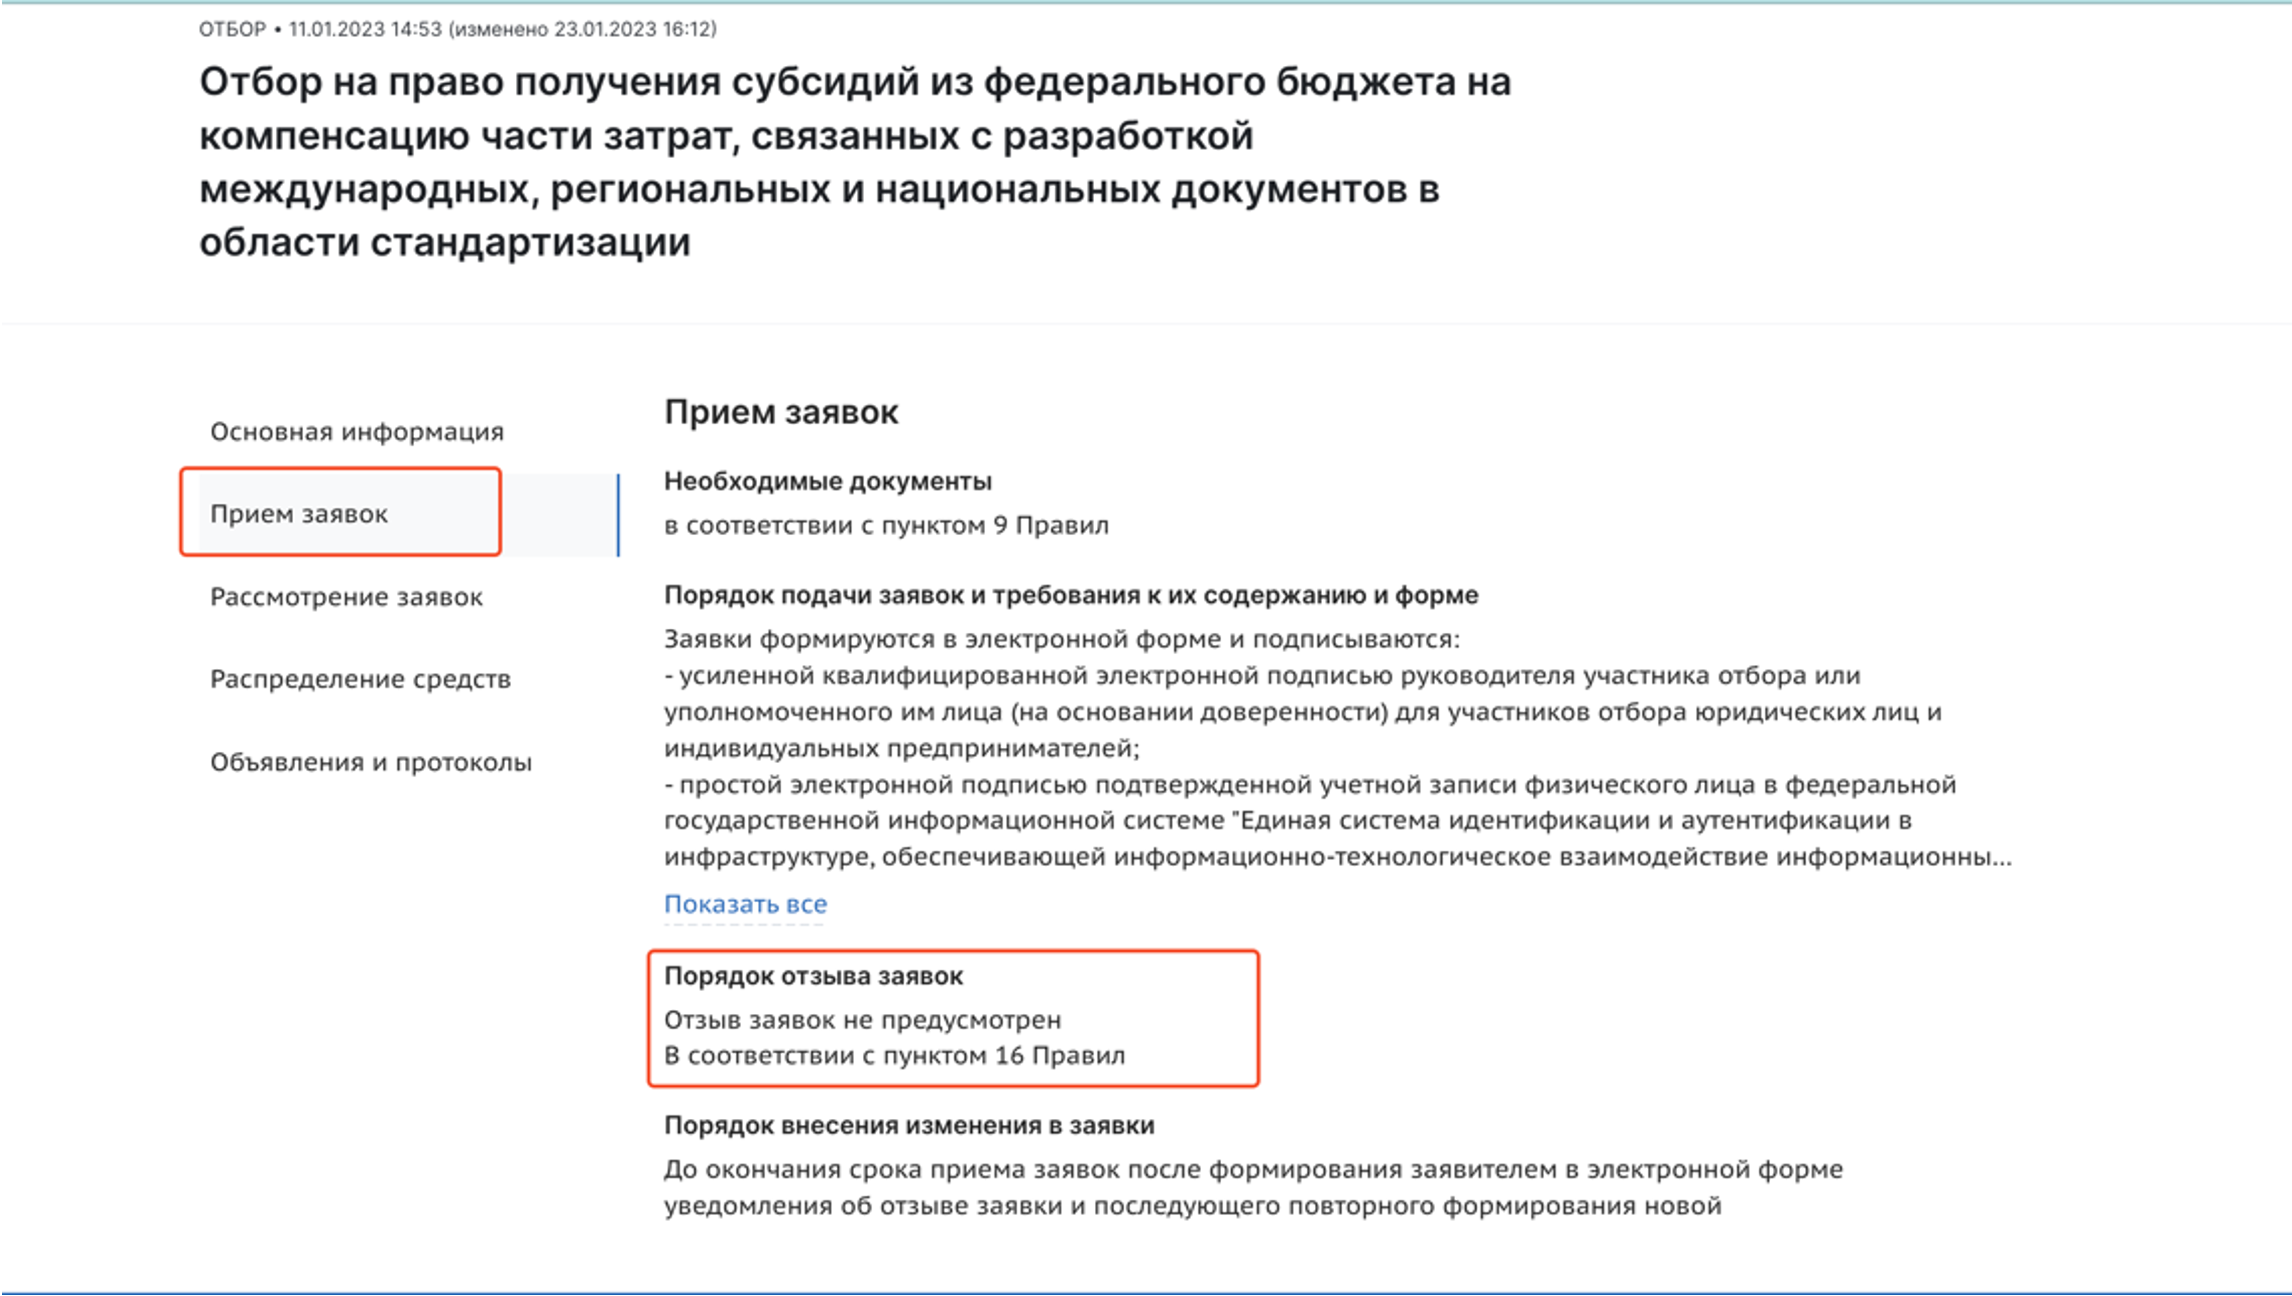 ОТБОР • 11.01.2023 14:53 (изменено 23.01.2023 16:12)
Отбор на право получения субсидий из федерального бюджета на
компенсацию части затрат, связанных с разработкой
международных, региональных и национальных документов в
области стандартизации
Основная информация
Прием заявок
Рассмотрение заявок
Распределение средств
Объявления и протоколы
Прием заявок
Необходимые документы
в соответствии с пунктом 9 Правил
Порядок подачи заявок и требования к их содержанию и форме
Заявки формируются в электронной форме и подписываются:
- усиленной квалифицированной электронной подписью руководителя участника отбора или
уполномоченного им лица (на основании доверенности) для участников отбора юридических лиц и
индивидуальных предпринимателей;
- простой электронной подписью подтвержденной учетной записи физического лица в федеральной
государственной информационной системе "Единая система идентификации и аутентификации в
инфраструктуре, обеспечивающей информационно-технологическое взаимодействие информационны...
Показать все
Порядок отзыва заявок
Отзыв заявок не предусмотрен
В соответствии с пунктом 16 Правил
Порядок внесения изменения в заявки
До окончания срока приема заявок после формирования заявителем в электронной форме
уведомления об отзыве заявки и последующего повторного формирования новой